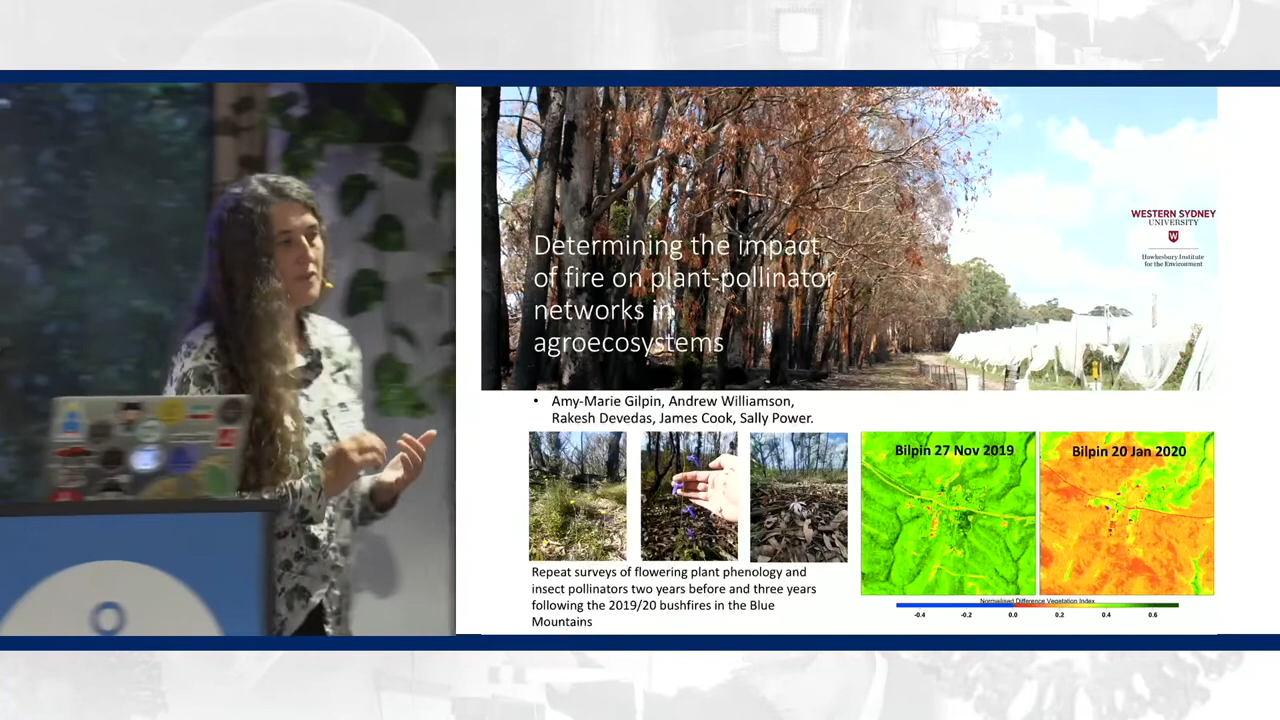 WESTERN SYDNEY
UNIVERSITY
W
Hawkesbury Institute
for the Environment
Determining the impact
of fire on plant-pollinator
networks in
agroecosystems
• Amy-Marie Gilpin, Andrew Williamson,
Rakesh Devedas, James Cook, Sally Power.
Bilpin 27 Nov 2019
Bilpin 20 Jan 2020
Repeat surveys of flowering plant phenology and
insect pollinators two years before and three years
following the 2019/20 bushfires in the Blue
Mountains
Normalised Difference Vegetation Index
-0.4 -0.2 0.0 0.2 0.4 0.6